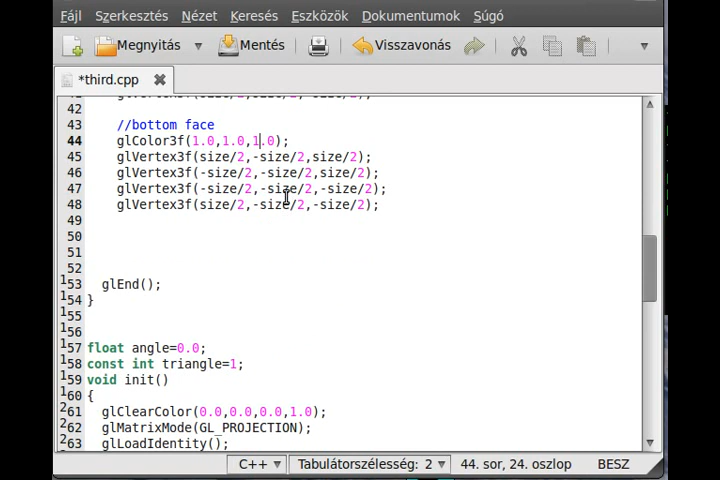 Fájl Szerkesztés Nézet Keresés Eszközök Dokumentumok Súgó
Megnyitás Mentés Visszavonás
*third.cpp
42
43 //bottom face
44 glColor3f(1.0,1.0,1.0);
45 glVertex3f(size/2,-size/2,size/2);
46 glVertex3f(-size/2,-size/2,size/2);
47 glVertex3f(-size/2,-size/2,-size/2);
48 glVertex3f(size/2,-size/2,-size/2);
49
50
51
52
53 glEnd();
54 }
55
56
57 float angle=0.0;
58 const int triangle=1;
59 void init()
60 {
61 glClearColor(0.0,0.0,0.0,1.0);
62 glMatrixMode(GL_PROJECTION);
63 glLoadIdentity();
C++ Tabulátorszélesség: 2 44. sor, 24. oszlop BESZ